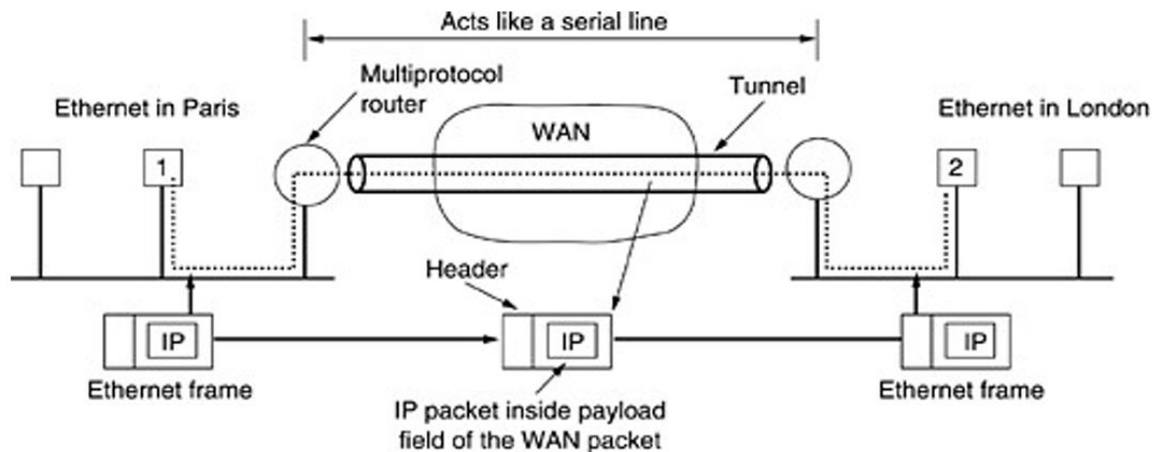 Acts like a serial line
Multiprotocol
router
Tunnel
Ethernet in Paris
Ethernet in London
WAN
1
2
Header
IP
IP
IP
Ethernet frame
Ethernet frame
IP packet inside payload
field of the WAN packet